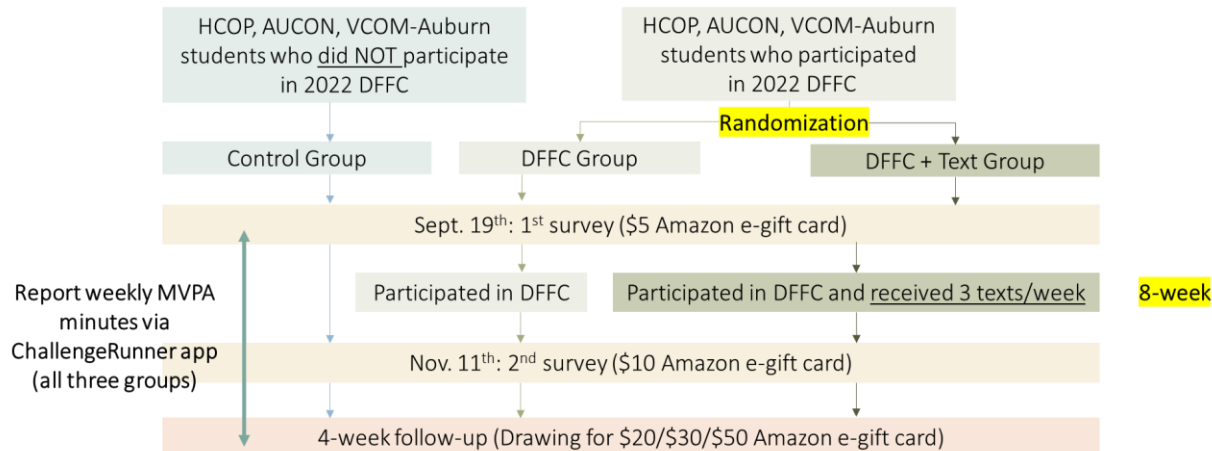 HCOP, AUCON, VCOM-Auburn
students who did NOT participate
in 2022 DFFC
HCOP, AUCON, VCOM-Auburn
students who participated
in 2022 DFFC
Randomization
Control Group
DFFC Group
DFFC + Text Group
Sept. 19th: 1st survey ($5 Amazon e-gift card)
Report weekly MVPA
minutes via
ChallengeRunner app
(all three groups)
Participated in DFFC
Participated in DFFC and received 3 texts/week
8-week
Nov. 11th: 2nd survey ($10 Amazon e-gift card)
4-week follow-up (Drawing for $20/$30/$50 Amazon e-gift card)